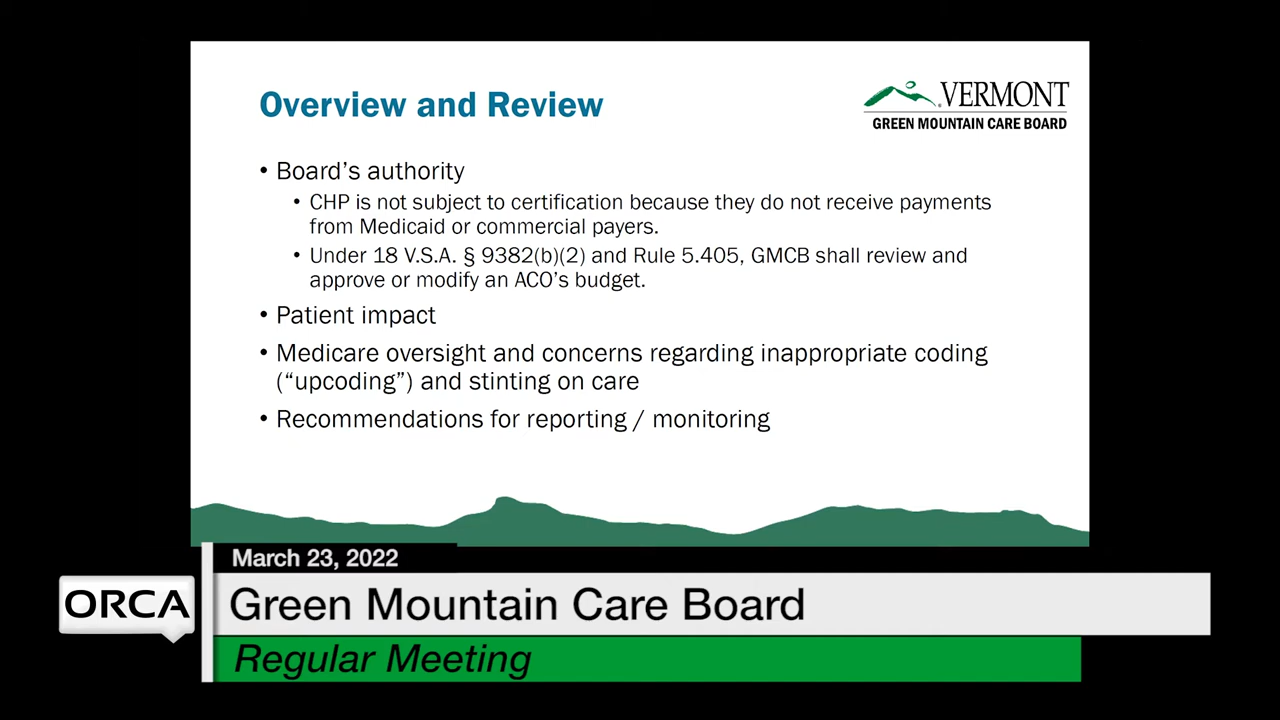 Overview and Review
VERMONT
GREEN MOUNTAIN CARE BOARD
• Board’s authority
• CHP is not subject to certification because they do not receive payments
from Medicaid or commercial payers.
• Under 18 V.S.A. § 9382(b)(2) and Rule 5.405, GMCB shall review and
approve or modify an ACO’s budget.
• Patient impact
• Medicare oversight and concerns regarding inappropriate coding
(“upcoding”) and stinting on care
• Recommendations for reporting / monitoring
March 23, 2022
ORCA
Green Mountain Care Board
Regular Meeting